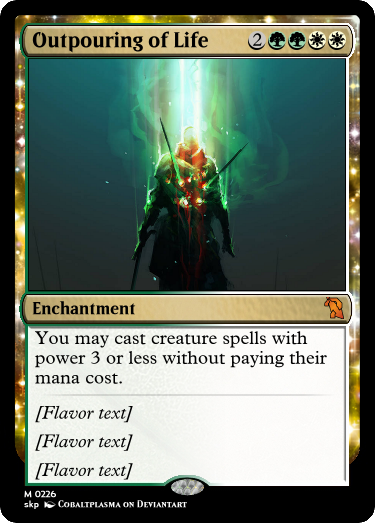 Outpouring of Life 2
Enchantment
You may cast creature spells with
power 3 or less without paying their
mana cost.
[Flavor text]
[Flavor text]
[Flavor text]
M 0226
skp Cobaltplasma on Deviantart